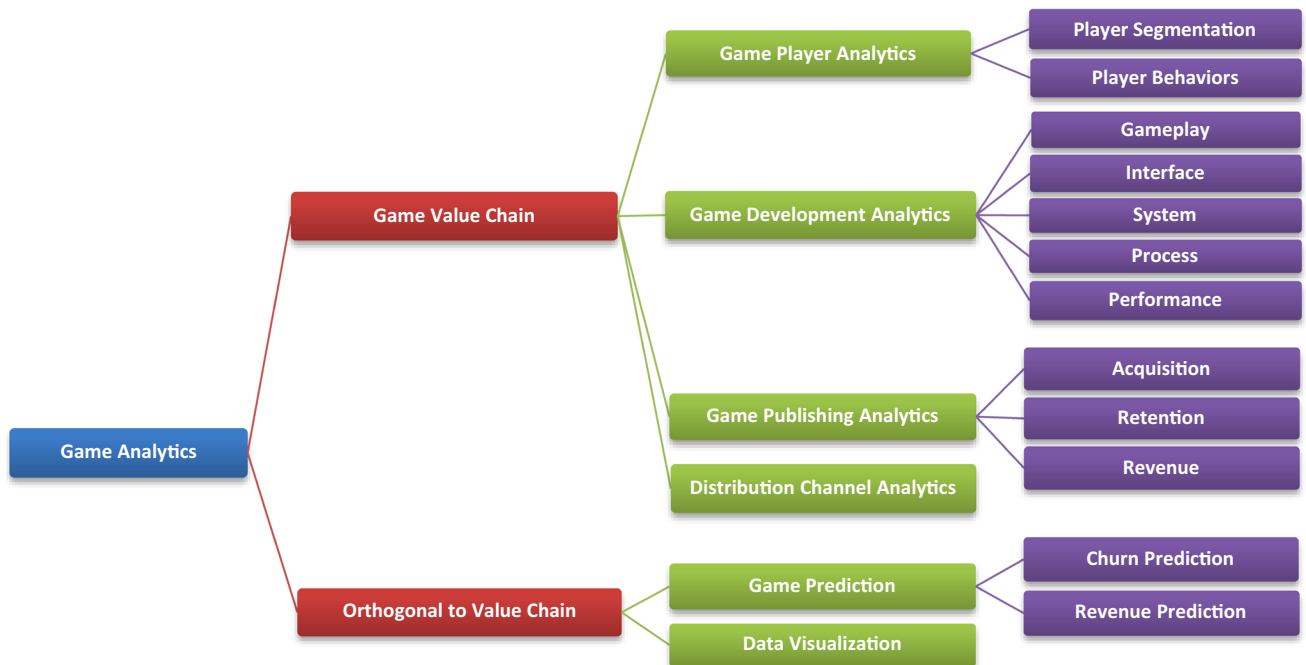 Game Analytics
Game Value Chain
Game Player Analytics
Player Segmentation
Player Behaviors
Game Development Analytics
Gameplay
Interface
System
Process
Performance
Game Publishing Analytics
Acquisition
Retention
Revenue
Distribution Channel Analytics
Orthogonal to Value Chain
Game Prediction
Churn Prediction
Revenue Prediction
Data Visualization